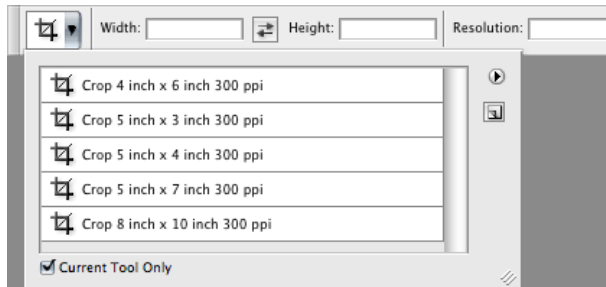 Width: Height: Resolution:
Crop 4 inch x 6 inch 300 ppi
Crop 5 inch x 3 inch 300 ppi
Crop 5 inch x 4 inch 300 ppi
Crop 5 inch x 7 inch 300 ppi
Crop 8 inch x 10 inch 300 ppi
Current Tool Only